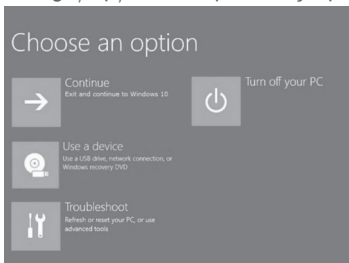 Choose an option
Continue
Exit and continue to Windows 10
Turn off your PC
Use a device
Use a USB drive, network connection, or
Windows recovery DVD
Troubleshoot
Refresh or reset your PC, or use
advanced tools